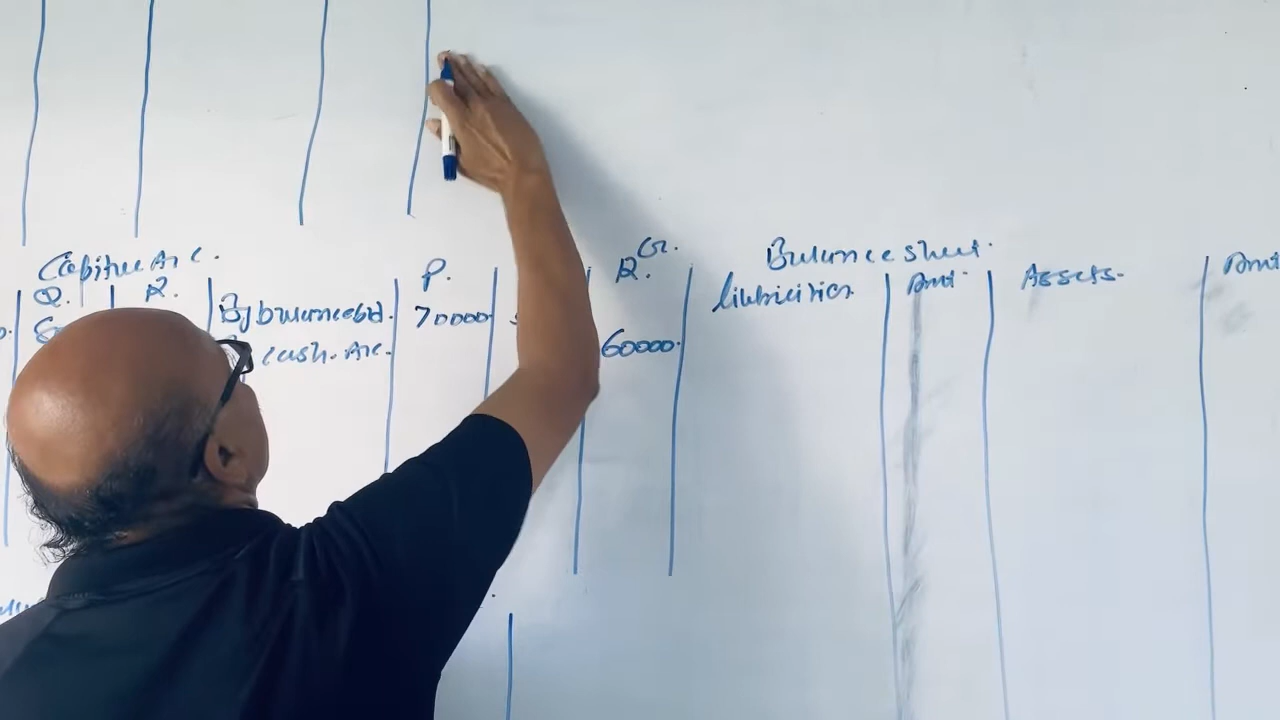 Capital A/c.
Q. R. P. R. Cr.
By balance b/d. 70000
cash A/c. 60000
Balance sheet.
Liabilities Amt. Assets. Amt